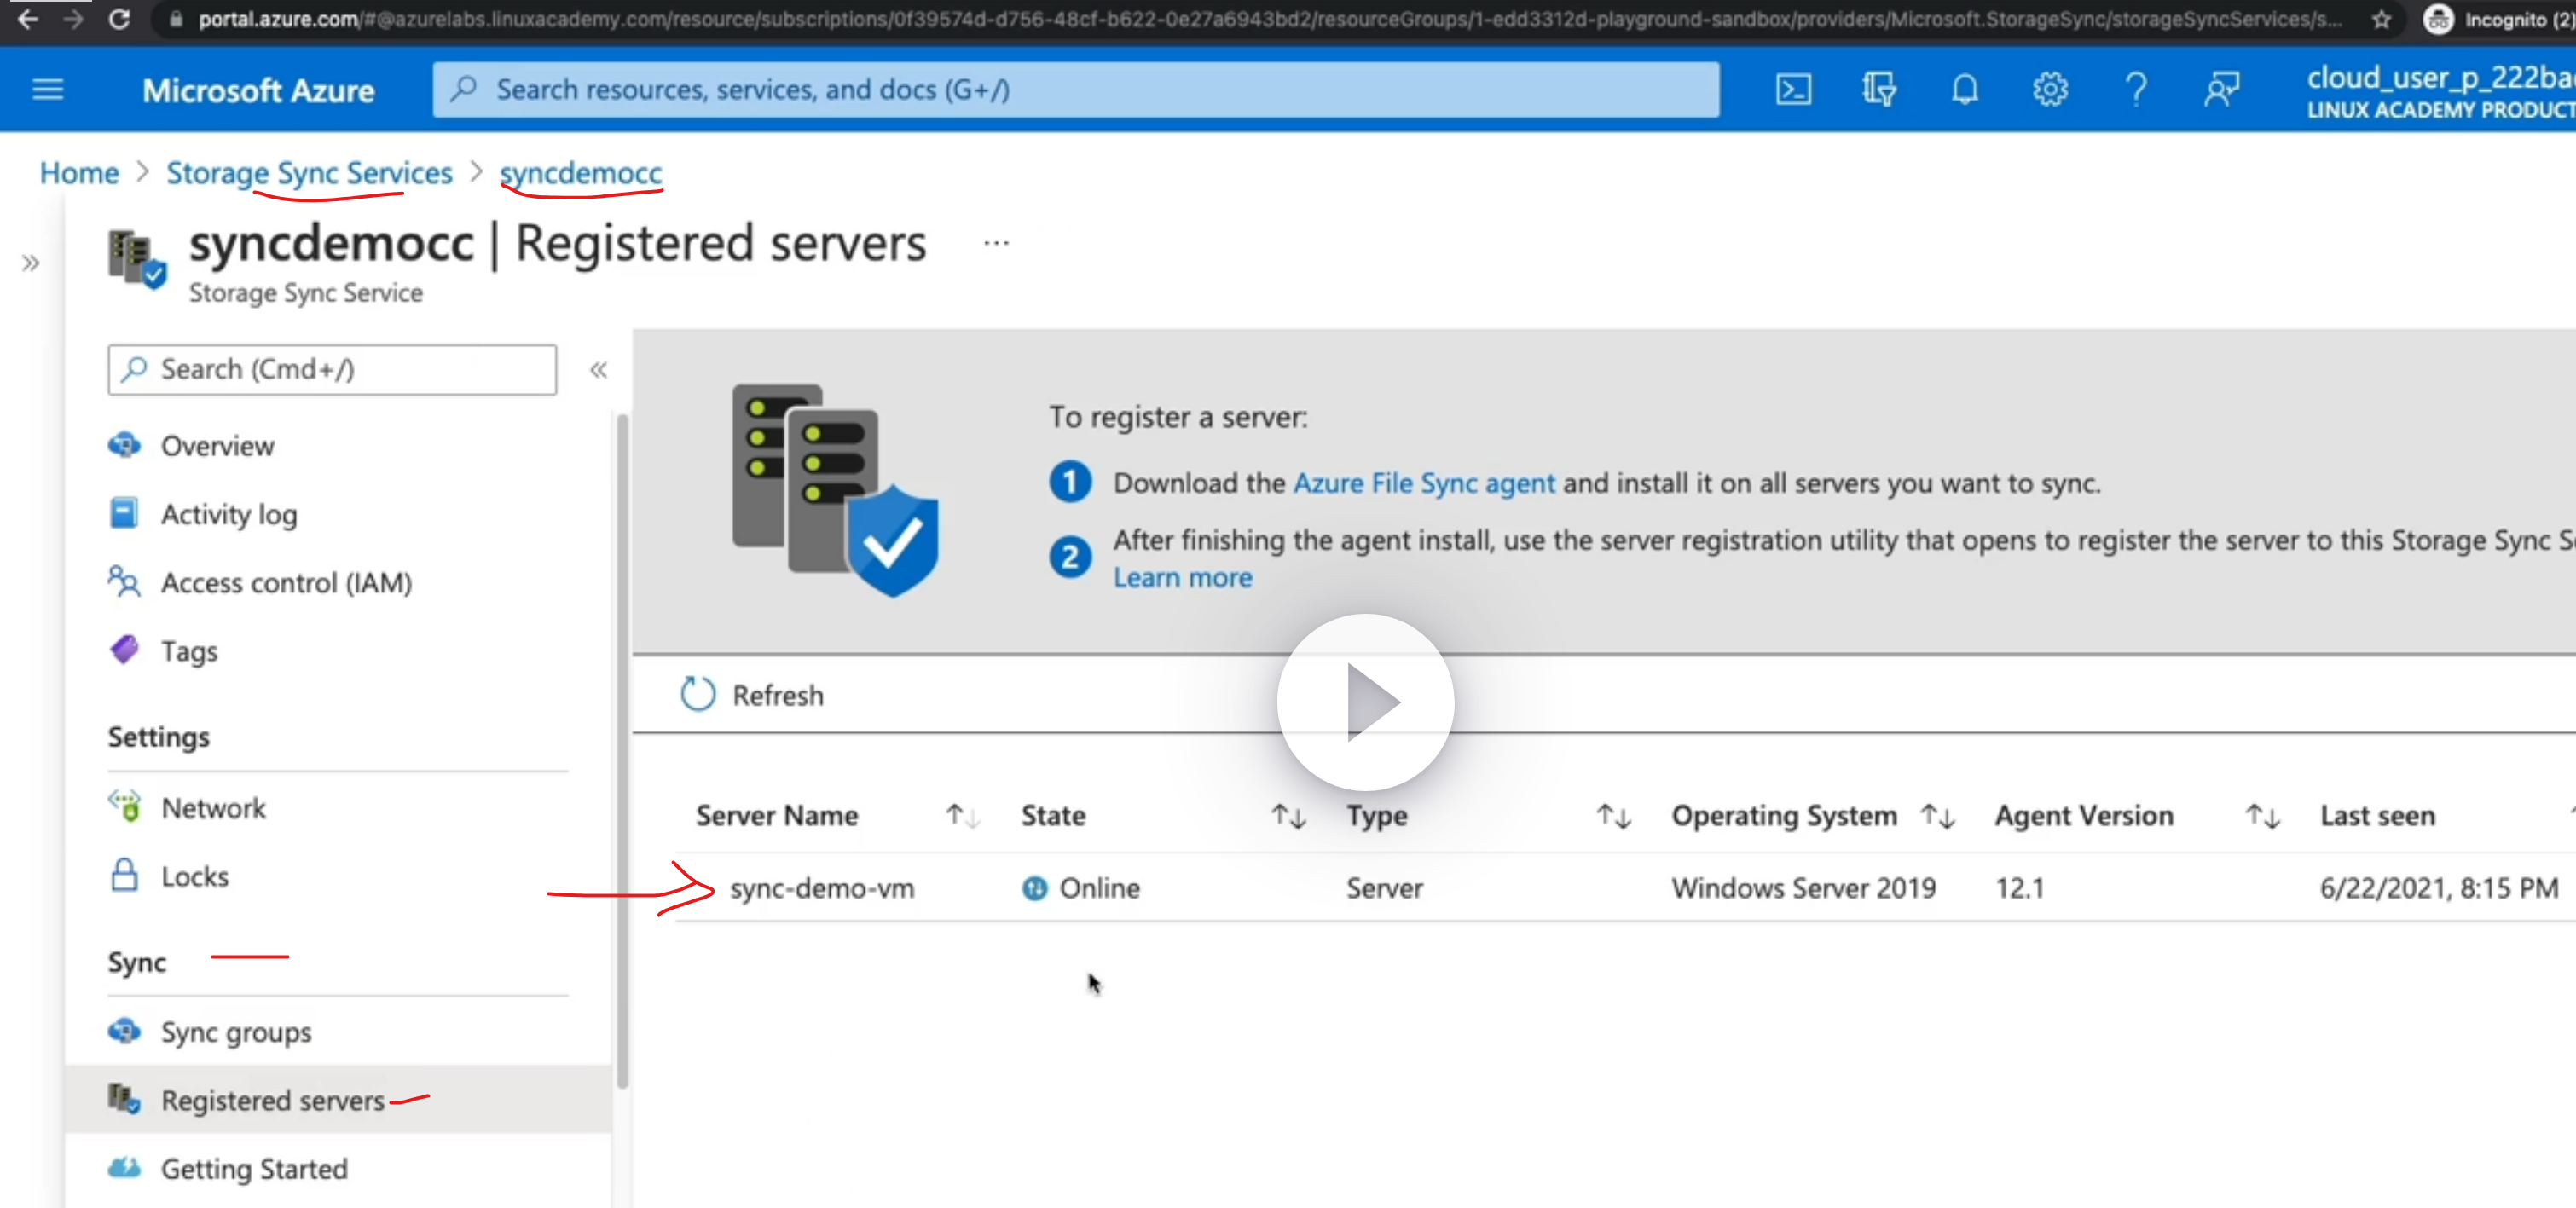 portal.azure.com/#@azurelabs.linuxacademy.com/resource/subscriptions/0f39574d-d756-48cf-b622-0e27a6943bd2/resourceGroups/1-edd3312d-playground-sandbox/providers/Microsoft.StorageSync/storageSyncServices/s...
Incognito (2)
Microsoft Azure
Search resources, services, and docs (G+/)
cloud_user_p_222ba
LINUX ACADEMY PRODUCT
Home > Storage Sync Services > syncdemocc
syncdemocc | Registered servers ...
Storage Sync Service
Search (Cmd+/)
Overview
Activity log
Access control (IAM)
Tags
Settings
Network
Locks
Sync
Sync groups
Registered servers
Getting Started
To register a server:
1 Download the Azure File Sync agent and install it on all servers you want to sync.
2 After finishing the agent install, use the server registration utility that opens to register the server to this Storage Sync S
Learn more
Refresh
Server Name State Type Operating System Agent Version Last seen
sync-demo-vm Online Server Windows Server 2019 12.1 6/22/2021, 8:15 PM